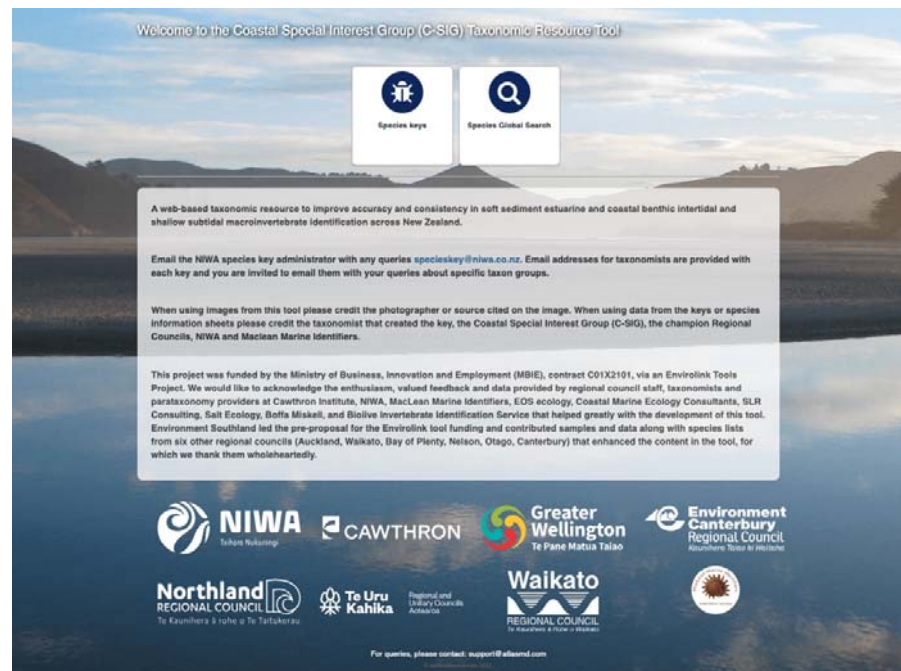 Welcome to the Coastal Special Interest Group (C-SIG) Taxonomic Resource Tool
Species keys
Species Global Search
A web-based taxonomic resource to improve accuracy and consistency in soft sediment estuarine and coastal benthic intertidal and
shallow subtidal macroinvertebrate identification across New Zealand.
Email the NIWA species key administrator with any queries specieskey@niwa.co.nz. Email addresses for taxonomists are provided with
each key and you are invited to email them with your queries about specific taxon groups.
When using images from this tool please credit the photographer or source cited on the image. When using data from the keys or species
information sheets please credit the taxonomist that created the key, the Coastal Special Interest Group (C-SIG), the champion Regional
Councils, NIWA and Maclean Marine Identifiers.
This project was funded by the Ministry of Business, Innovation and Employment (MBIE), contract C01X2101, via an Envirolink Tools
Project. We would like to acknowledge the enthusiasm, valued feedback and data provided by regional council staff, taxonomists and
parataxonomy providers at Cawthron Institute, NIWA, MacLean Marine Identifiers, EOS ecology, Coastal Marine Ecology Consultants, SLR
Consulting, Salt Ecology, Boffa Miskell, and Biolive Invertebrate Identification Service that helped greatly with the development of this tool.
Environment Southland led the pre-proposal for the Envirolink tool funding and contributed samples and data along with species lists
from six other regional councils (Auckland, Waikato, Bay of Plenty, Nelson, Otago, Canterbury) that enhanced the content in the tool, for
which we thank them wholeheartedly.
NIWA
Taihoro Nukurangi
CAWTHRON
Greater
Wellington
Te Pane Matua Taiao
Environment
Canterbury
Regional Council
Kaunihera Taiao ki Waitaha
Northland
REGIONAL COUNCIL
Te Kaunihera ā rohe o Te Taitokerau
Te Uru
Kahika
Regional and
Unitary Councils
Aotearoa
Waikato
REGIONAL COUNCIL
Te Kaunihera ā Rohe o Waikato
For queries, please contact: support@atlasmd.com